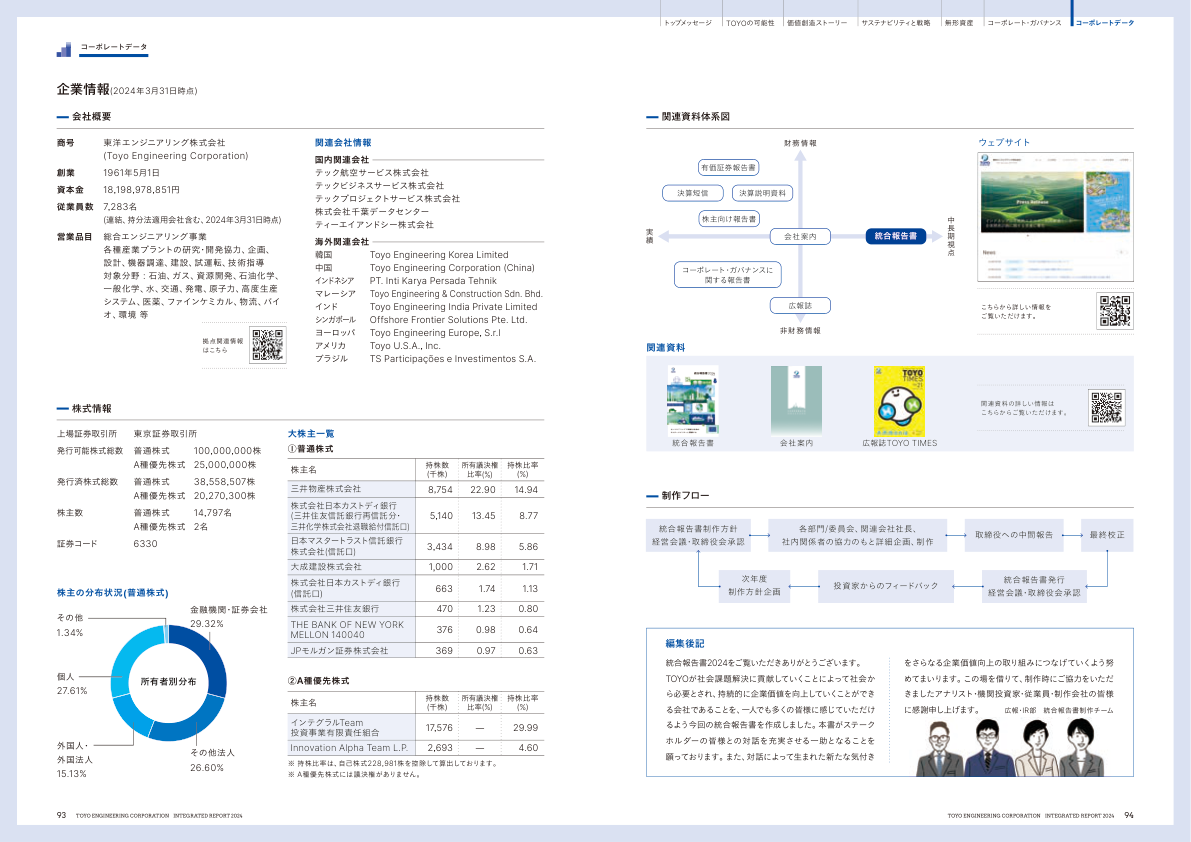 トップメッセージ
TOYOの可能性
価値創造ストーリー
サステナビリティと戦略
無形資産
コーポレート・ガバナンス
コーポレートデータ
コーポレートデータ
企業情報(2024年3月31日時点)
会社概要
商号 東洋エンジニアリング株式会社
(Toyo Engineering Corporation)
創業 1961年5月1日
資本金 18,198,978,851円
従業員数 7,283名
(連結、持分法適用会社含む、2024年3月31日時点)
営業品目 総合エンジニアリング事業
各種産業プラントの研究・開発協力、企画、
設計、機器調達、建設、試運転、技術指導
対象分野：石油、ガス、資源開発、石油化学、
一般化学、水、交通、発電、原子力、高度生産
システム、医薬、ファインケミカル、物流、バイ
オ、環境 等
拠点関連情報
はこちら
関連会社情報
国内関連会社
テック航空サービス株式会社
テックビジネスサービス株式会社
テックプロジェクトサービス株式会社
株式会社千葉データセンター
ティーエイアンドシー株式会社
海外関連会社
韓国 Toyo Engineering Korea Limited
中国 Toyo Engineering Corporation (China)
インドネシア PT. Inti Karya Persada Tehnik
マレーシア Toyo Engineering & Construction Sdn. Bhd.
インド Toyo Engineering India Private Limited
シンガポール Offshore Frontier Solutions Pte. Ltd.
ヨーロッパ Toyo Engineering Europe, S.r.l
アメリカ Toyo U.S.A., Inc.
ブラジル TS Participações e Investimentos S.A.
株式情報
上場証券取引所 東京証券取引所
発行可能株式総数 普通株式 100,000,000株
A種優先株式 25,000,000株
発行済株式総数 普通株式 38,558,507株
A種優先株式 20,270,300株
株主数 普通株式 14,797名
A種優先株式 2名
証券コード 6330
株主の分布状況(普通株式)
金融機関・証券会社
29.32%
その他
1.34%
個人
27.61%
所有者別分布
外国人・
外国法人
15.13%
その他法人
26.60%
大株主一覧
①普通株式
株主名 持株数(千株) 所有議決権比率(%) 持株比率(%)
三井物産株式会社 8,754 22.90 14.94
株式会社日本カストディ銀行
(三井住友信託銀行再信託分・
三井化学株式会社退職給付信託口) 5,140 13.45 8.77
日本マスタートラスト信託銀行
株式会社(信託口) 3,434 8.98 5.86
大成建設株式会社 1,000 2.62 1.71
株式会社日本カストディ銀行
(信託口) 663 1.74 1.13
株式会社三井住友銀行 470 1.23 0.80
THE BANK OF NEW YORK
MELLON 140040 376 0.98 0.64
JPモルガン証券株式会社 369 0.97 0.63
②A種優先株式
株主名 持株数(千株) 所有議決権比率(%) 持株比率(%)
インテグラルTeam
投資事業有限責任組合 17,576 — 29.99
Innovation Alpha Team L.P. 2,693 — 4.60
※ 持株比率は、自己株式228,981株を控除して算出しております。
※ A種優先株式には議決権がありません。
93 TOYO ENGINEERING CORPORATION INTEGRATED REPORT 2024
関連資料体系図
財務情報
有価証券報告書
決算短信
決算説明資料
株主向け報告書
実績
会社案内
統合報告書
中長期視点
コーポレート・ガバナンスに
関する報告書
広報誌
非財務情報
ウェブサイト
Press Release
News
こちらから詳しい情報を
ご覧いただけます。
関連資料
統合報告書
会社案内
TOYO
TIMES
広報誌TOYO TIMES
関連資料の詳しい情報は
こちらからご覧いただけます。
制作フロー
統合報告書制作方針
経営会議・取締役会承認
各部門/委員会、関連会社社長、
社内関係者の協力のもと詳細企画、制作
取締役への中間報告
最終校正
次年度
制作方針企画
投資家からのフィードバック
統合報告書発行
経営会議・取締役会承認
編集後記
統合報告書2024をご覧いただきありがとうございます。
TOYOが社会課題解決に貢献していくことによって社会か
ら必要とされ、持続的に企業価値を向上していくことができ
る会社であることを、一人でも多くの皆様に感じていただけ
るよう今回の統合報告書を作成しました。本書がステーク
ホルダーの皆様との対話を充実させる一助となることを
願っております。また、対話によって生まれた新たな気付き
をさらなる企業価値向上の取り組みにつなげていくよう努
めてまいります。この場を借りて、制作時にご協力をいただ
きましたアナリスト・機関投資家・従業員・制作会社の皆様
に感謝申し上げます。
広報・IR部 統合報告書制作チーム
TOYO ENGINEERING CORPORATION INTEGRATED REPORT 2024 94